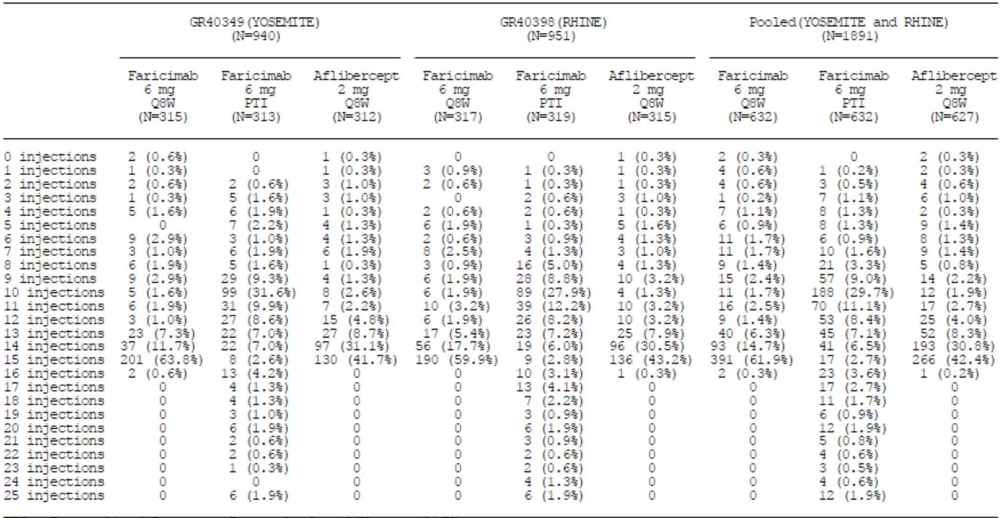 GR40349(YOSEMITE) GR40398(RHINE) Pooled(YOSEMITE and RHINE)
(N=940) (N=951) (N=1891)
Faricimab Faricimab Aflibercept Faricimab Faricimab Aflibercept Faricimab Faricimab Aflibercept
6 mg 6 mg 2 mg 6 mg 6 mg 2 mg 6 mg 6 mg 2 mg
Q8W PTI Q8W Q8W PTI Q8W Q8W PTI Q8W
(N=315) (N=313) (N=312) (N=317) (N=319) (N=315) (N=632) (N=632) (N=627)
0 injections 2 (0.6%) 0 1 (0.3%) 0 0 1 (0.3%) 2 (0.3%) 0 2 (0.3%)
1 injections 1 (0.3%) 0 1 (0.3%) 3 (0.9%) 1 (0.3%) 1 (0.3%) 4 (0.6%) 1 (0.2%) 2 (0.3%)
2 injections 2 (0.6%) 2 (0.6%) 3 (1.0%) 2 (0.6%) 1 (0.3%) 1 (0.3%) 4 (0.6%) 3 (0.5%) 4 (0.6%)
3 injections 1 (0.3%) 5 (1.6%) 3 (1.0%) 0 2 (0.6%) 3 (1.0%) 1 (0.2%) 7 (1.1%) 6 (1.0%)
4 injections 5 (1.6%) 6 (1.9%) 1 (0.3%) 2 (0.6%) 2 (0.6%) 1 (0.3%) 7 (1.1%) 8 (1.3%) 2 (0.3%)
5 injections 0 7 (2.2%) 4 (1.3%) 6 (1.9%) 1 (0.3%) 5 (1.6%) 6 (0.9%) 8 (1.3%) 9 (1.4%)
6 injections 9 (2.9%) 3 (1.0%) 4 (1.3%) 2 (0.6%) 3 (0.9%) 4 (1.3%) 11 (1.7%) 6 (0.9%) 8 (1.3%)
7 injections 3 (1.0%) 6 (1.9%) 6 (1.9%) 8 (2.5%) 4 (1.3%) 3 (1.0%) 11 (1.7%) 10 (1.6%) 9 (1.4%)
8 injections 6 (1.9%) 5 (1.6%) 1 (0.3%) 3 (0.9%) 16 (5.0%) 4 (1.3%) 9 (1.4%) 21 (3.3%) 5 (0.8%)
9 injections 9 (2.9%) 29 (9.3%) 4 (1.3%) 6 (1.9%) 28 (8.8%) 10 (3.2%) 15 (2.4%) 57 (9.0%) 14 (2.2%)
10 injections 5 (1.6%) 99 (31.6%) 8 (2.6%) 6 (1.9%) 89 (27.9%) 4 (1.3%) 11 (1.7%) 188 (29.7%) 12 (1.9%)
11 injections 6 (1.9%) 31 (9.9%) 7 (2.2%) 10 (3.2%) 39 (12.2%) 10 (3.2%) 16 (2.5%) 70 (11.1%) 17 (2.7%)
12 injections 3 (1.0%) 27 (8.6%) 15 (4.8%) 6 (1.9%) 26 (8.2%) 10 (3.2%) 9 (1.4%) 53 (8.4%) 25 (4.0%)
13 injections 23 (7.3%) 22 (7.0%) 27 (8.7%) 17 (5.4%) 23 (7.2%) 25 (7.9%) 40 (6.3%) 45 (7.1%) 52 (8.3%)
14 injections 37 (11.7%) 22 (7.0%) 97 (31.1%) 56 (17.7%) 19 (6.0%) 96 (30.5%) 93 (14.7%) 41 (6.5%) 193 (30.8%)
15 injections 201 (63.8%) 8 (2.6%) 130 (41.7%) 190 (59.9%) 9 (2.8%) 136 (43.2%) 391 (61.9%) 17 (2.7%) 266 (42.4%)
16 injections 2 (0.6%) 13 (4.2%) 0 0 10 (3.1%) 1 (0.3%) 2 (0.3%) 23 (3.6%) 1 (0.2%)
17 injections 0 4 (1.3%) 0 0 13 (4.1%) 0 0 17 (2.7%) 0
18 injections 0 4 (1.3%) 0 0 7 (2.2%) 0 0 11 (1.7%) 0
19 injections 0 3 (1.0%) 0 0 3 (0.9%) 0 0 6 (0.9%) 0
20 injections 0 6 (1.9%) 0 0 6 (1.9%) 0 0 12 (1.9%) 0
21 injections 0 2 (0.6%) 0 0 3 (0.9%) 0 0 5 (0.8%) 0
22 injections 0 2 (0.6%) 0 0 2 (0.6%) 0 0 4 (0.6%) 0
23 injections 0 1 (0.3%) 0 0 2 (0.6%) 0 0 3 (0.5%) 0
24 injections 0 0 0 0 4 (1.3%) 0 0 4 (0.6%) 0
25 injections 0 6 (1.9%) 0 0 6 (1.9%) 0 0 12 (1.9%) 0